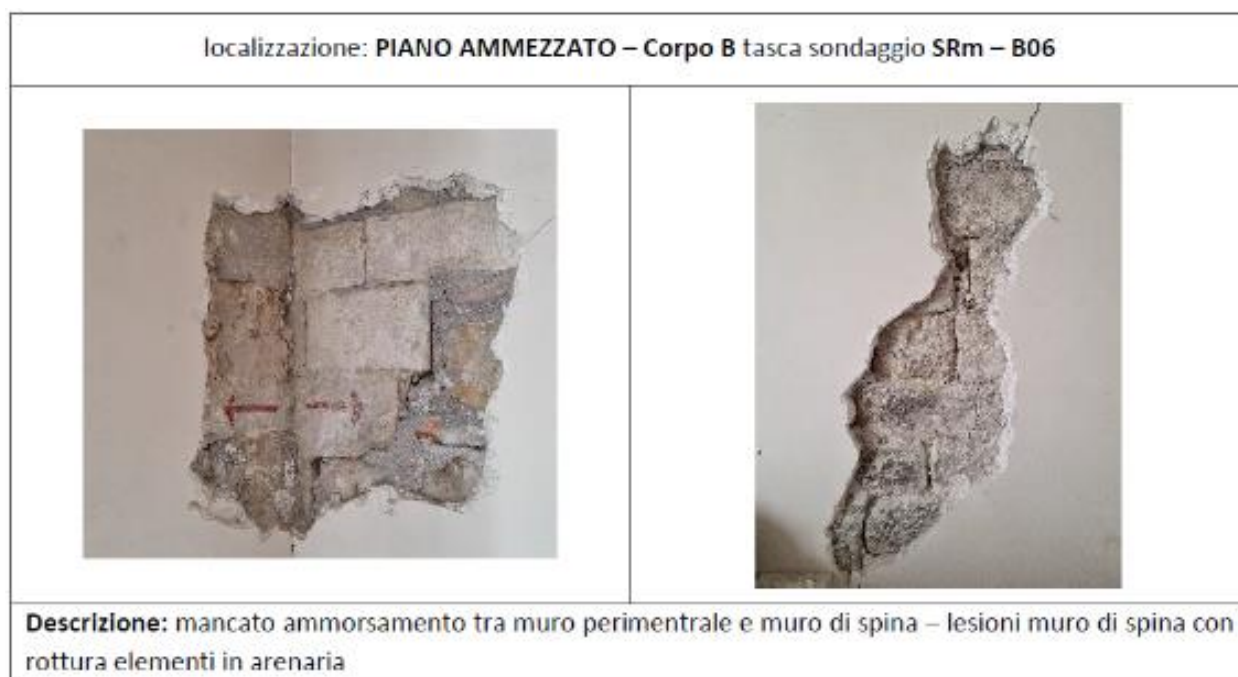 localizzazione: PIANO AMMEZZATO – Corpo B tasca sondaggio SRm – B06
Descrizione: mancato ammorsamento tra muro perimentrale e muro di spina – lesioni muro di spina con
rottura elementi in arenaria